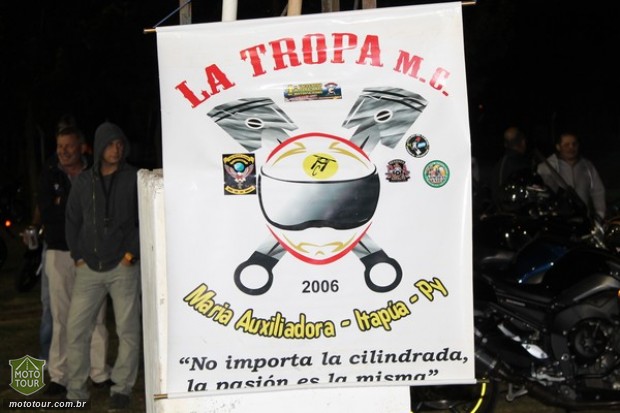 LA TROPA M.C.
2006
Maria Auxiliadora - Itapúa - Py
“No importa la cilindrada,
la pasión es la misma”
MOTO
TOUR
mototour.com.br